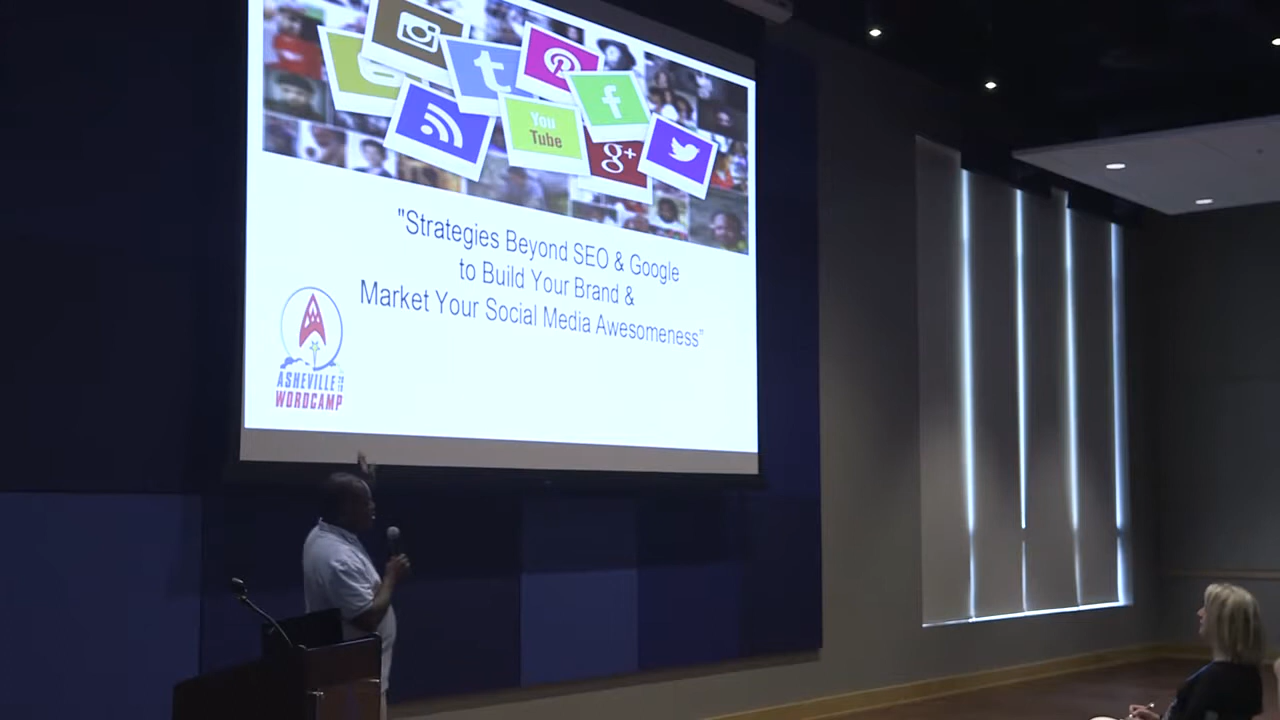 You
Tube
g+
"Strategies Beyond SEO & Google
to Build Your Brand &
Market Your Social Media Awesomeness”
ASHEVILLE
WORDCAMP